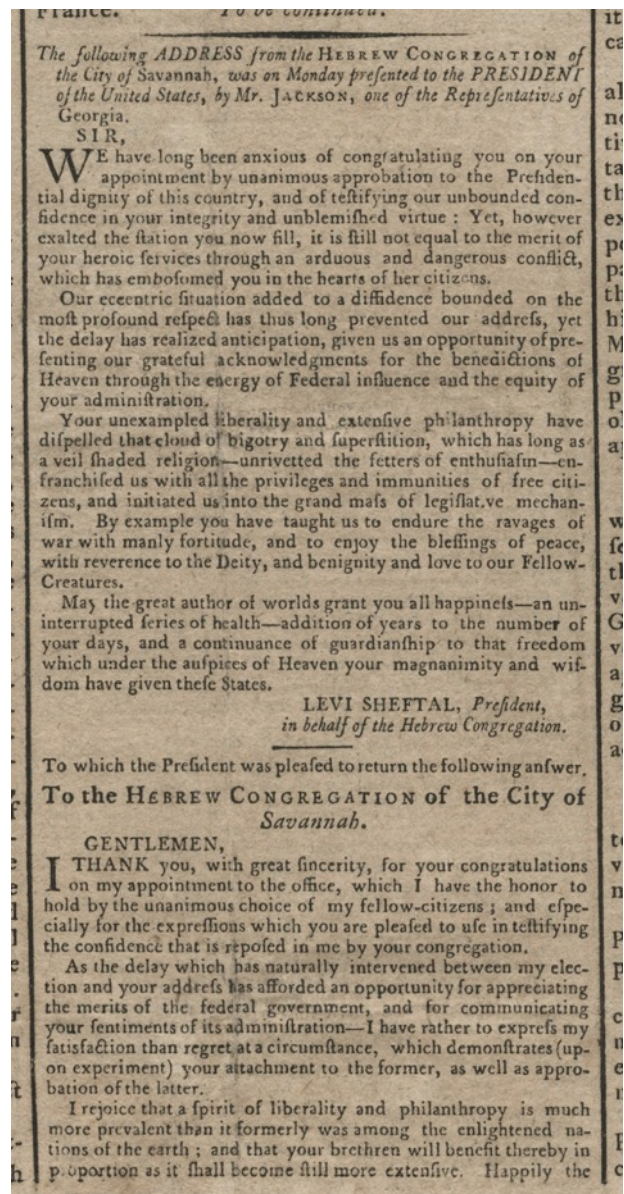 France. To be continued.
The following ADDRESS from the HEBREW CONGREGATION of
the City of Savannah, was on Monday preſented to the PRESIDENT
of the United States, by Mr. JACKSON, one of the Repreſentatives of
Georgia.
SIR,
WE have long been anxious of congratulating you on your
appointment by unanimous approbation to the Preſiden-
tial dignity of this country, and of teſtifying our unbounded con-
fidence in your integrity and unblemiſhed virtue : Yet, however
exalted the ſtation you now fill, it is ſtill not equal to the merit of
your heroic ſervices through an arduous and dangerous conflict,
which has emboſomed you in the hearts of her citizens.
Our eccentric ſituation added to a diffidence bounded on the
moſt profound reſpect has thus long prevented our addreſs, yet
the delay has realized anticipation, given us an opportunity of pre-
ſenting our grateful acknowledgments for the benedictions of
Heaven through the energy of Federal influence and the equity of
your adminiſtration.
Your unexampled liberality and extenſive philanthropy have
diſpelled that cloud of bigotry and ſuperſtition, which has long as
a veil ſhaded religion—unrivetted the fetters of enthuſiaſm—en-
franchiſed us with all the privileges and immunities of free citi-
zens, and initiated us into the grand maſs of legiſlat.ve mechan-
iſm. By example you have taught us to endure the ravages of
war with manly fortitude, and to enjoy the bleſſings of peace,
with reverence to the Deity, and benignity and love to our Fellow-
Creatures.
May the great author of worlds grant you all happineſs—an un-
interrupted ſeries of health—addition of years to the number of
your days, and a continuance of guardianſhip to that freedom
which under the auſpices of Heaven your magnanimity and wiſ-
dom have given theſe States.
LEVI SHEFTAL, Preſident,
in behalf of the Hebrew Congregation.
To which the Preſident was pleaſed to return the following anſwer.
To the HEBREW CONGREGATION of the City of
Savannah.
GENTLEMEN,
I THANK you, with great ſincerity, for your congratulations
on my appointment to the office, which I have the honor to
hold by the unanimous choice of my fellow-citizens ; and eſpe-
cially for the expreſſions which you are pleaſed to uſe in teſtifying
the confidence that is repoſed in me by your congregation.
As the delay which has naturally intervened between my elec-
tion and your addreſs has afforded an opportunity for appreciating
the merits of the federal government, and for communicating
your ſentiments of its adminiſtration—I have rather to expreſs my
ſatisfaction than regret at a circumſtance, which demonſtrates (up-
on experiment) your attachment to the former, as well as appro-
bation of the latter.
I rejoice that a ſpirit of liberality and philanthropy is much
more prevalent than it formerly was among the enlightened na-
tions of the earth ; and that your brethren will benefit thereby in
proportion as it ſhall become ſtill more extenſive. Happily the